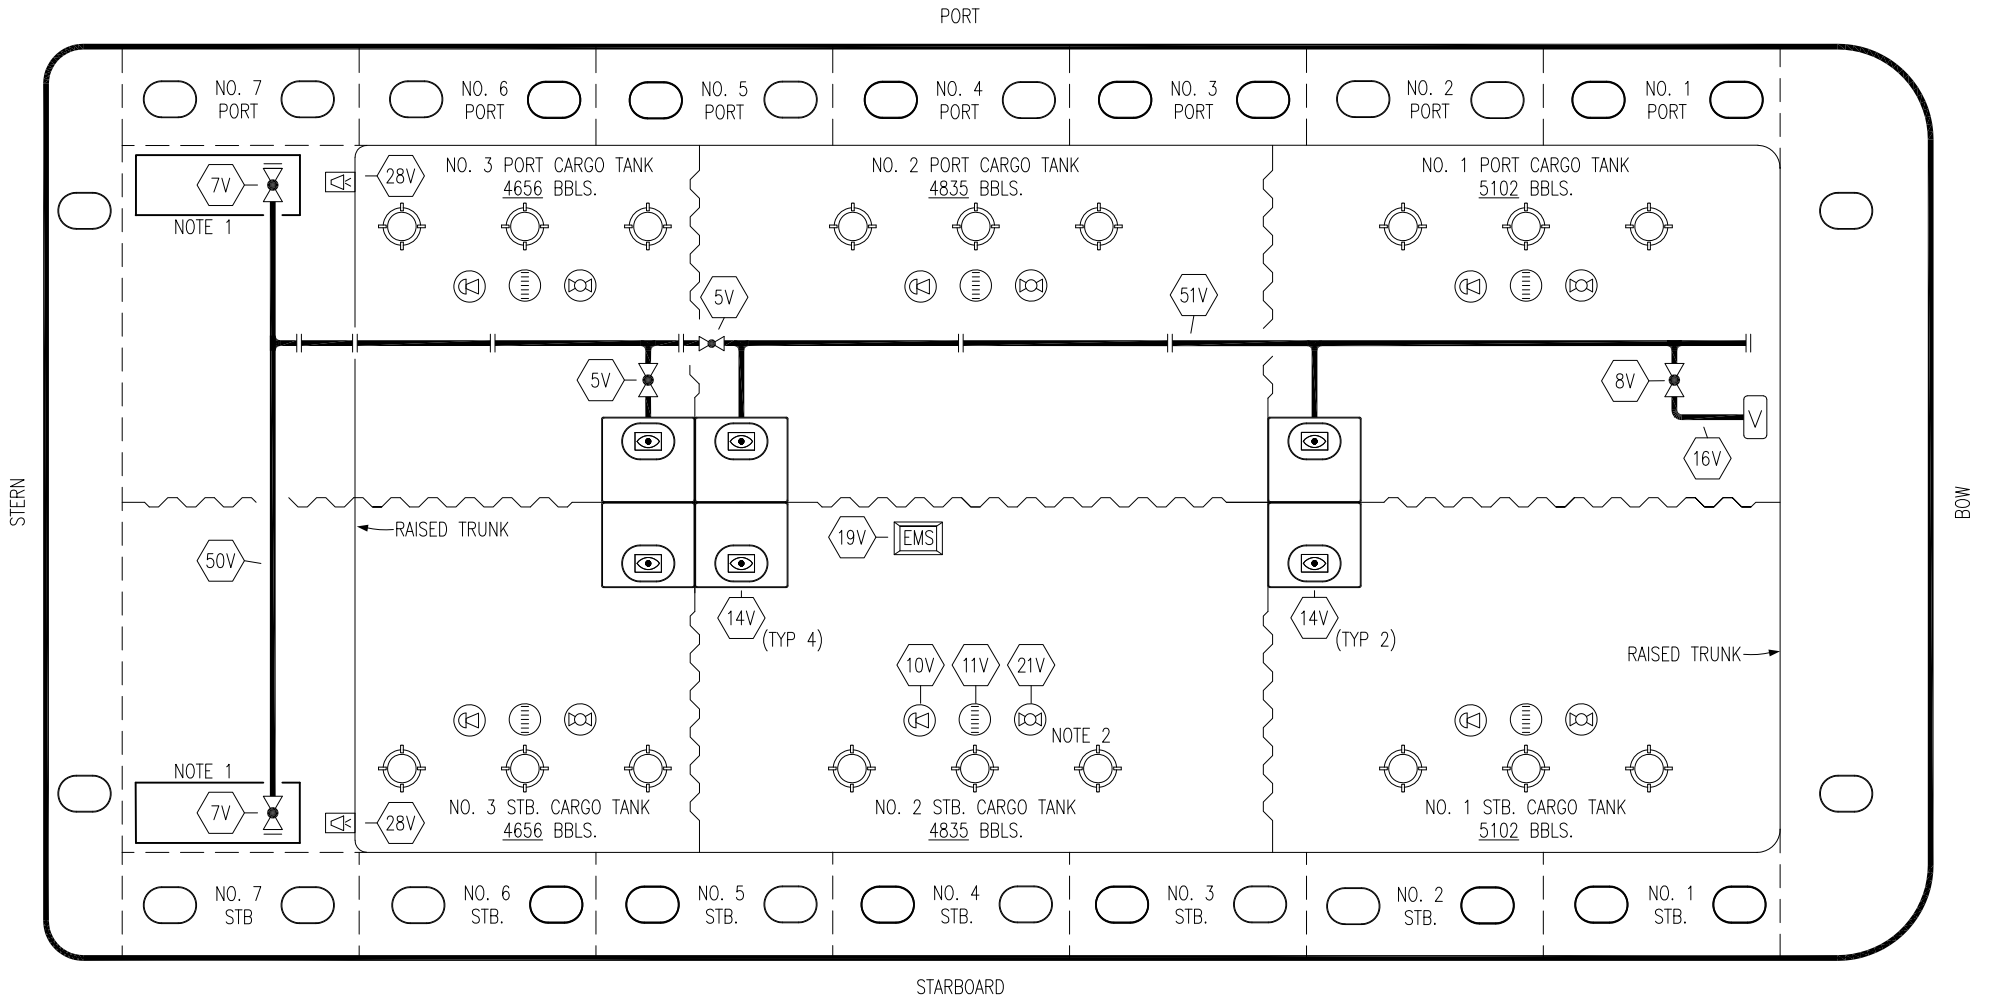 PORT
NO. 7
PORT
NO. 6
PORT
NO. 5
PORT
NO. 4
PORT
NO. 3
PORT
NO. 2
PORT
NO. 1
PORT
7V
NOTE 1
28V
NO. 3 PORT CARGO TANK
4656 BBLS.
NO. 2 PORT CARGO TANK
4835 BBLS.
NO. 1 PORT CARGO TANK
5102 BBLS.
5V
51V
5V
8V
V
16V
STERN
BOW
RAISED TRUNK
19V
EMS
50V
14V
(TYP 4)
14V
(TYP 2)
RAISED TRUNK
10V
11V
21V
NOTE 2
NOTE 1
7V
28V
NO. 3 STB. CARGO TANK
4656 BBLS.
NO. 2 STB. CARGO TANK
4835 BBLS.
NO. 1 STB. CARGO TANK
5102 BBLS.
NO. 7
STB
NO. 6
STB.
NO. 5
STB.
NO. 4
STB.
NO. 3
STB.
NO. 2
STB.
NO. 1
STB.
STARBOARD